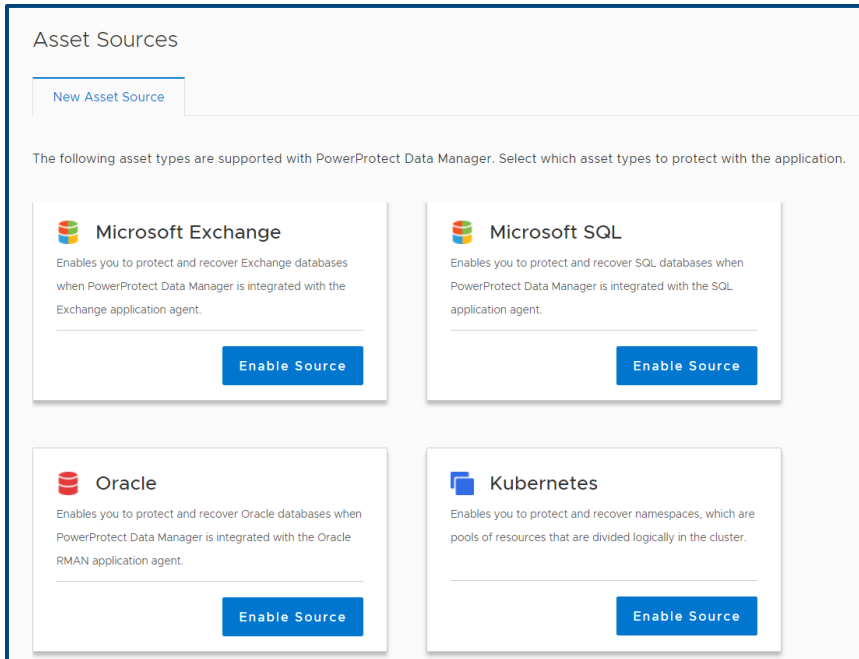 Asset Sources
New Asset Source
The following asset types are supported with PowerProtect Data Manager. Select which asset types to protect with the application.
Microsoft Exchange
Enables you to protect and recover Exchange databases
when PowerProtect Data Manager is integrated with the
Exchange application agent.
Enable Source
Microsoft SQL
Enables you to protect and recover SQL databases when
PowerProtect Data Manager is integrated with the SQL
application agent.
Enable Source
Oracle
Enables you to protect and recover Oracle databases when
PowerProtect Data Manager is integrated with the Oracle
RMAN application agent.
Enable Source
Kubernetes
Enables you to protect and recover namespaces, which are
pools of resources that are divided logically in the cluster.
Enable Source